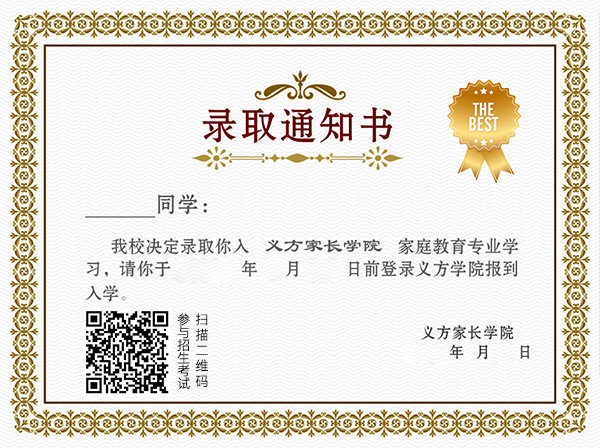 录取通知书
THE
BEST
______同学：
我校决定录取你入 义方家长学院 家庭教育专业学
习，请你于 年 月 日前登录义方学院报到
入学。
扫描二维码
参与招生考试
义方家长学院
年 月 日